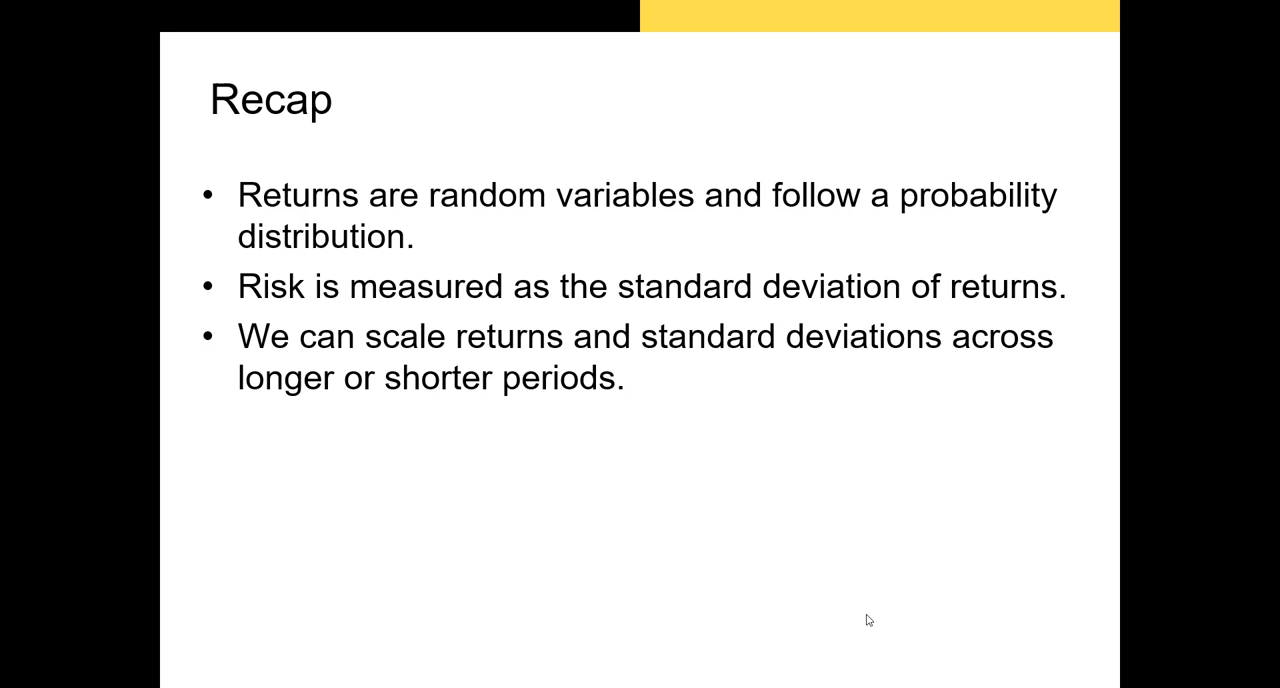 Recap
• Returns are random variables and follow a probability
distribution.
• Risk is measured as the standard deviation of returns.
• We can scale returns and standard deviations across
longer or shorter periods.